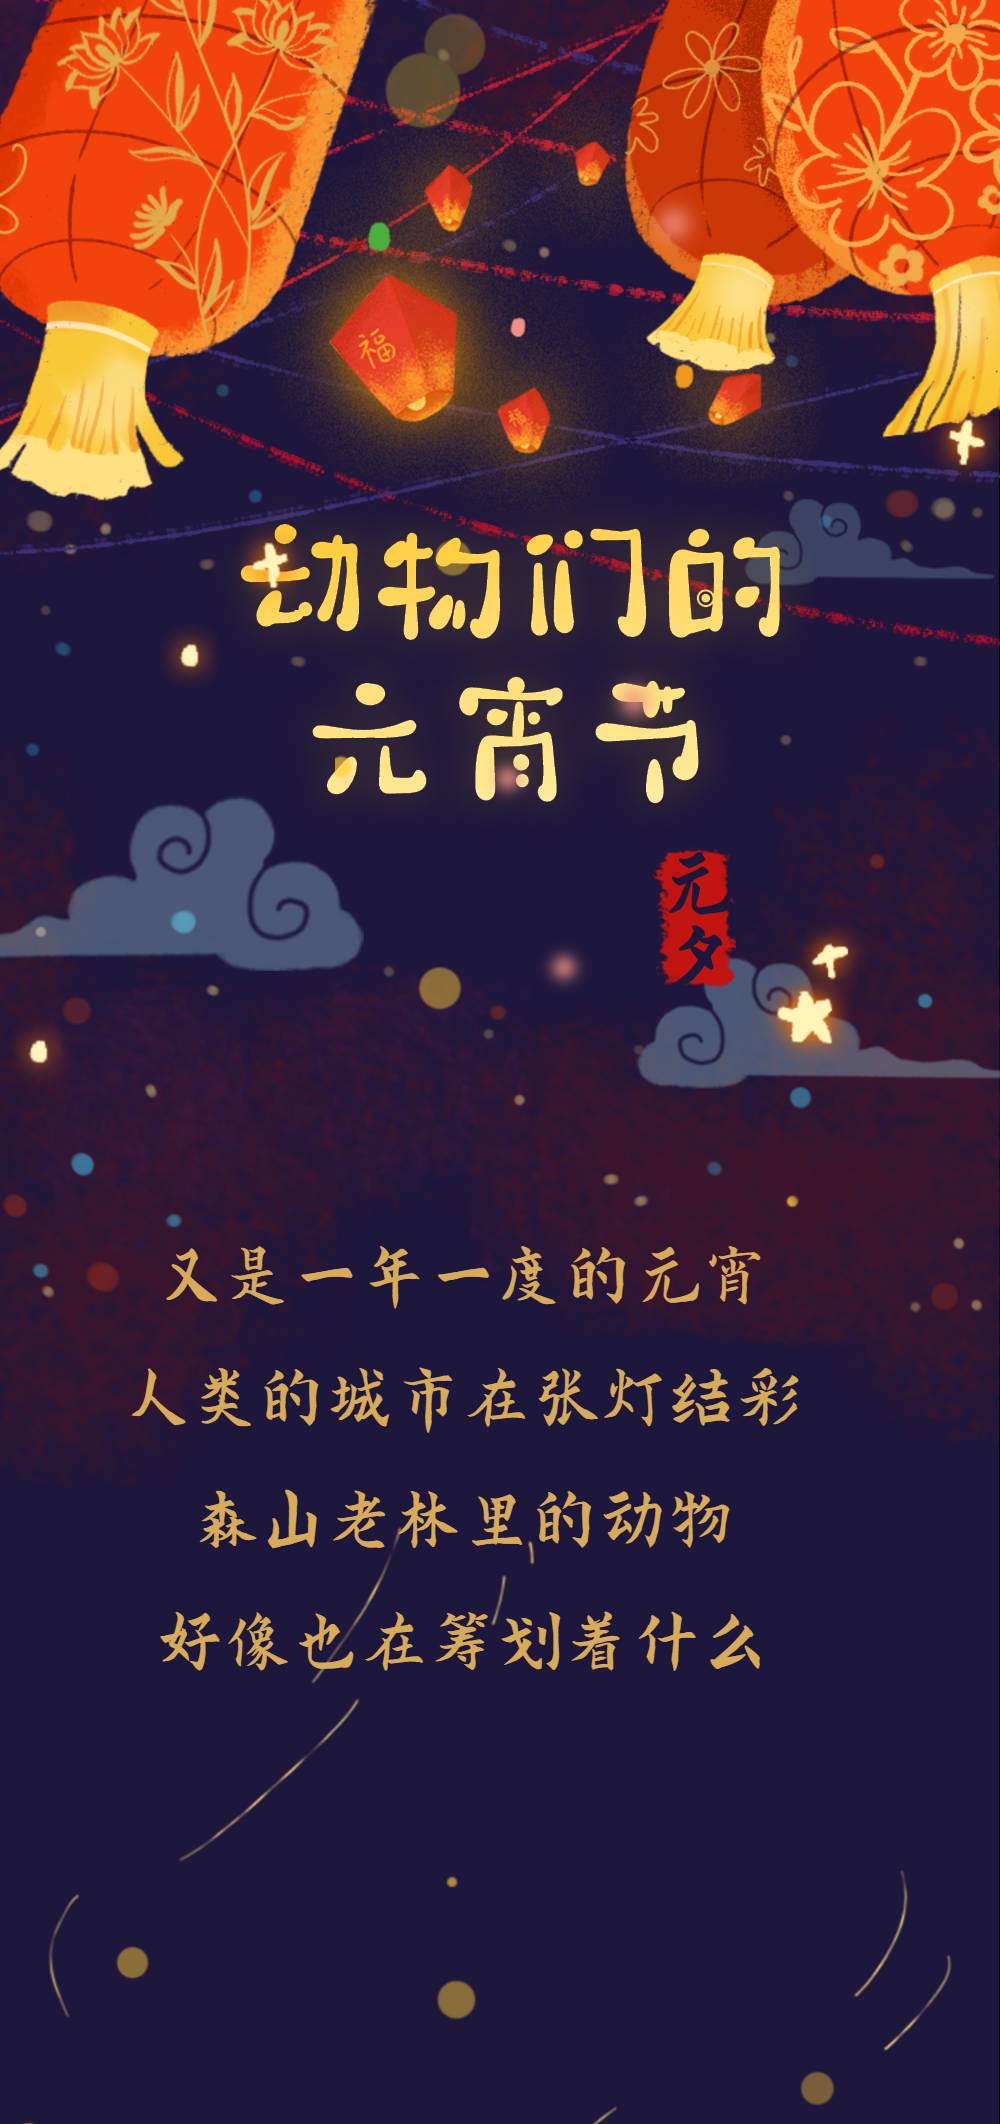 福
福
动物们的
元宵节
元夕
又是一年一度的元宵
人类的城市在张灯结彩
森山老林里的动物
好像也在筹划着什么